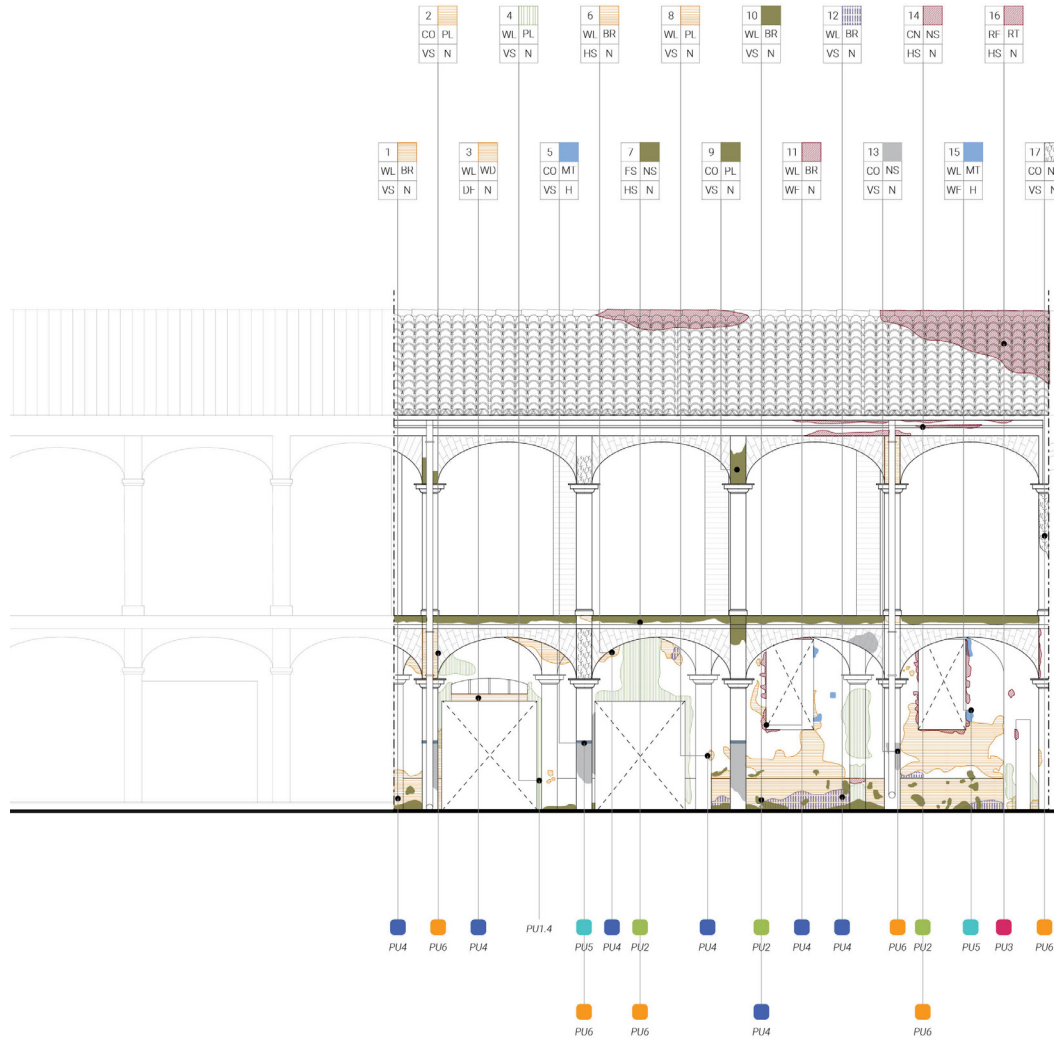 2 4 6 8 10 12 14 16
CO PL WL PL WL BR WL PL WL BR WL BR CN NS RF RT
VS N VS N HS N VS N VS N VS N HS N HS N
1 3 5 7 9 11 13 15 17
WL BR WL WD CO MT FS NS CO PL WL BR CO NS WL MT CO N
VS N DF N VS H HS N VS N WF N VS N WF H VS N
PU4 PU6 PU4 PU1.4 PU5 PU4 PU2 PU4 PU2 PU4 PU4 PU6 PU2 PU5 PU3 PU6
PU6 PU6 PU4 PU6